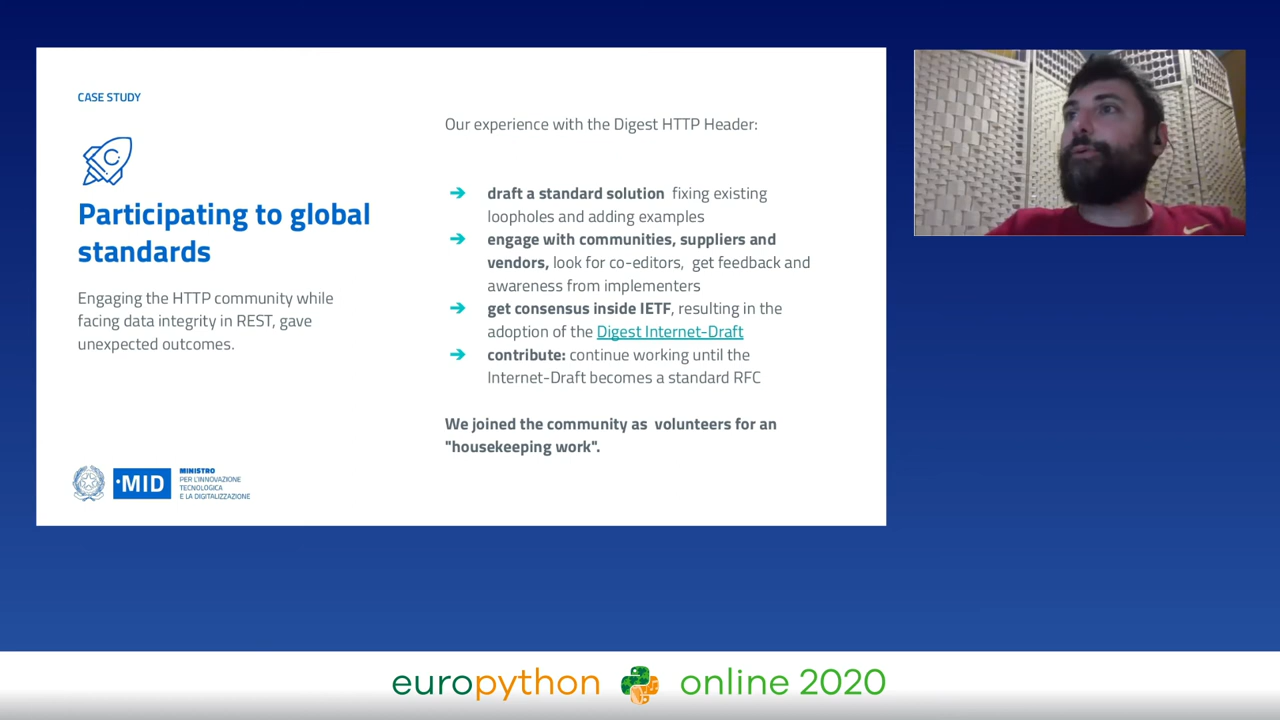 CASE STUDY
Participating to global
standards
Engaging the HTTP community while
facing data integrity in REST, gave
unexpected outcomes.
Our experience with the Digest HTTP Header:
➔ draft a standard solution fixing existing
loopholes and adding examples
➔ engage with communities, suppliers and
vendors, look for co-editors, get feedback and
awareness from implementers
➔ get consensus inside IETF, resulting in the
adoption of the Digest Internet-Draft
➔ contribute: continue working until the
Internet-Draft becomes a standard RFC
We joined the community as volunteers for an
"housekeeping work".
·MID
MINISTRO
PER L'INNOVAZIONE
TECNOLOGICA
E LA DIGITALIZZAZIONE
europython online 2020